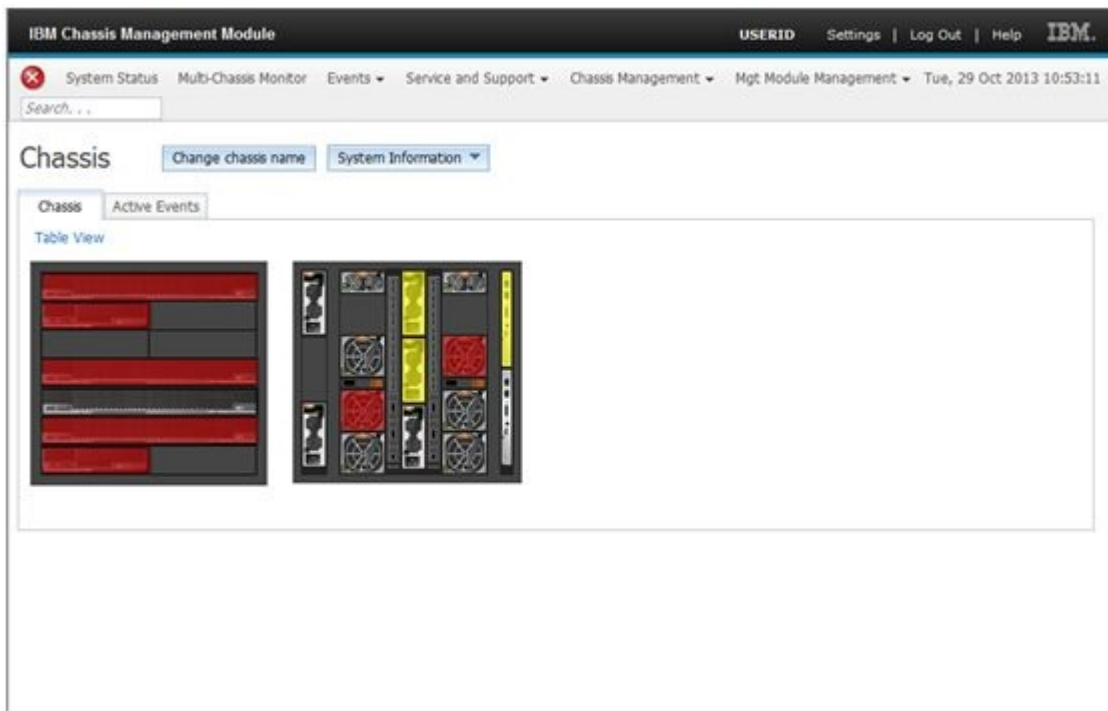 IBM Chassis Management Module USERID Settings | Log Out | Help IBM.
System Status Multi-Chassis Monitor Events Service and Support Chassis Management Mgt Module Management Tue, 29 Oct 2013 10:53:11
Search. . .
Chassis Change chassis name System Information
Chassis Active Events
Table View